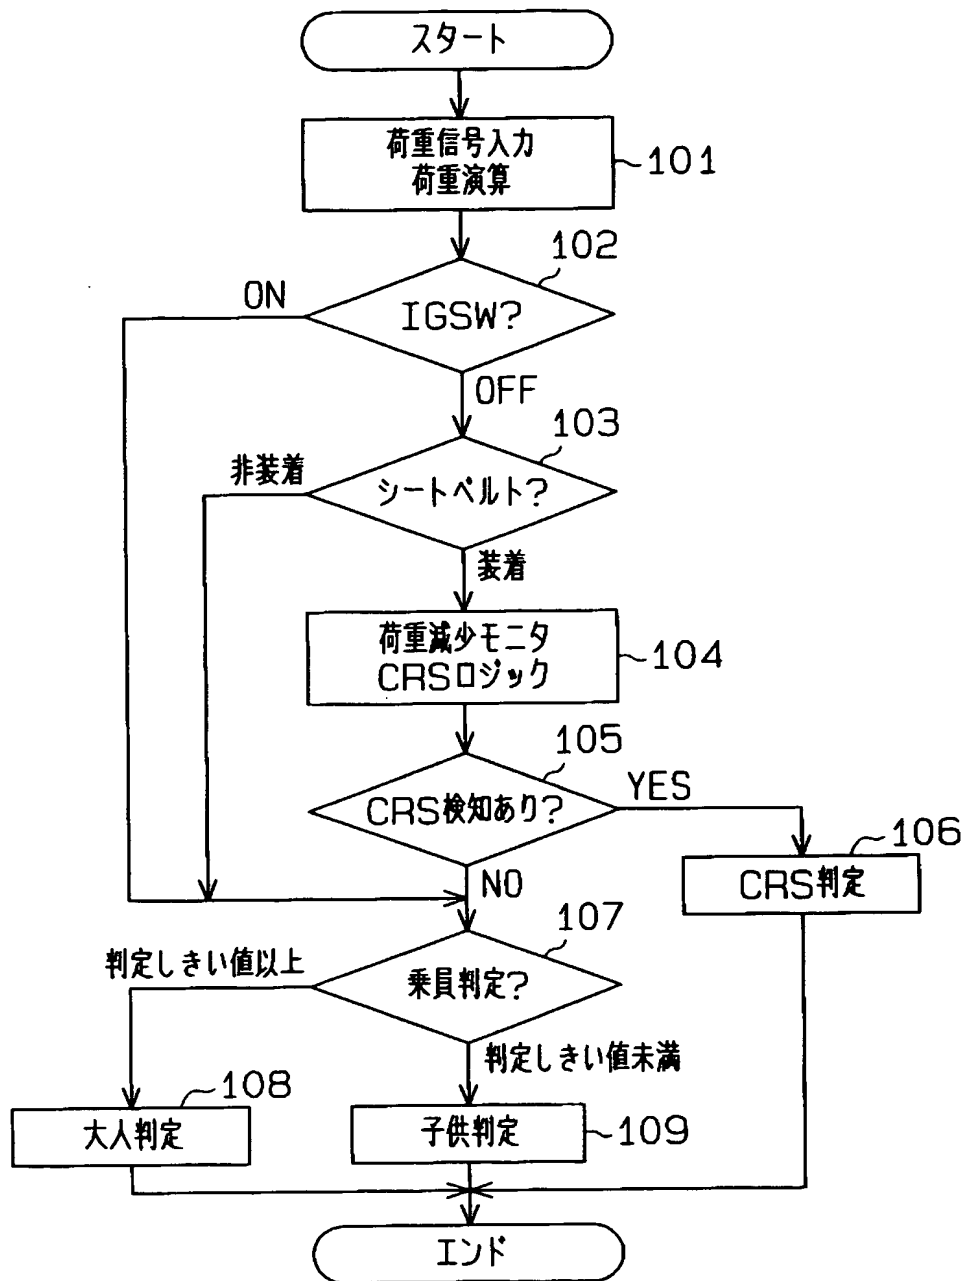 スタート
荷重信号入力
荷重演算
101
102
ON
IGSW?
OFF
103
非装着
シートベルト?
装着
荷重減少モニタ
CRSロジック
104
105
CRS検知あり?
YES
106
CRS判定
NO
107
判定しきい値以上
乗員判定?
判定しきい値未満
108
大人判定
子供判定
109
エンド